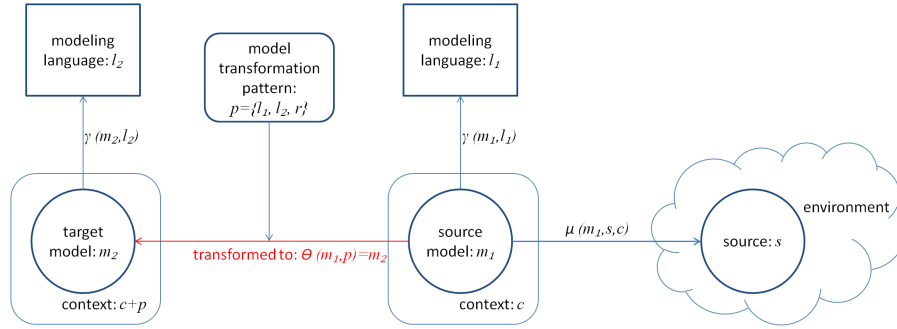 modeling
language: l₂
model
transformation
pattern:
p={l₁, l₂, r}
modeling
language: l₁
γ (m₂,l₂)
γ (m₁,l₁)
target
model: m₂
context: c+p
transformed to: Θ (m₁,p)=m₂
source
model: m₁
context: c
μ (m₁,s,c)
environment
source: s